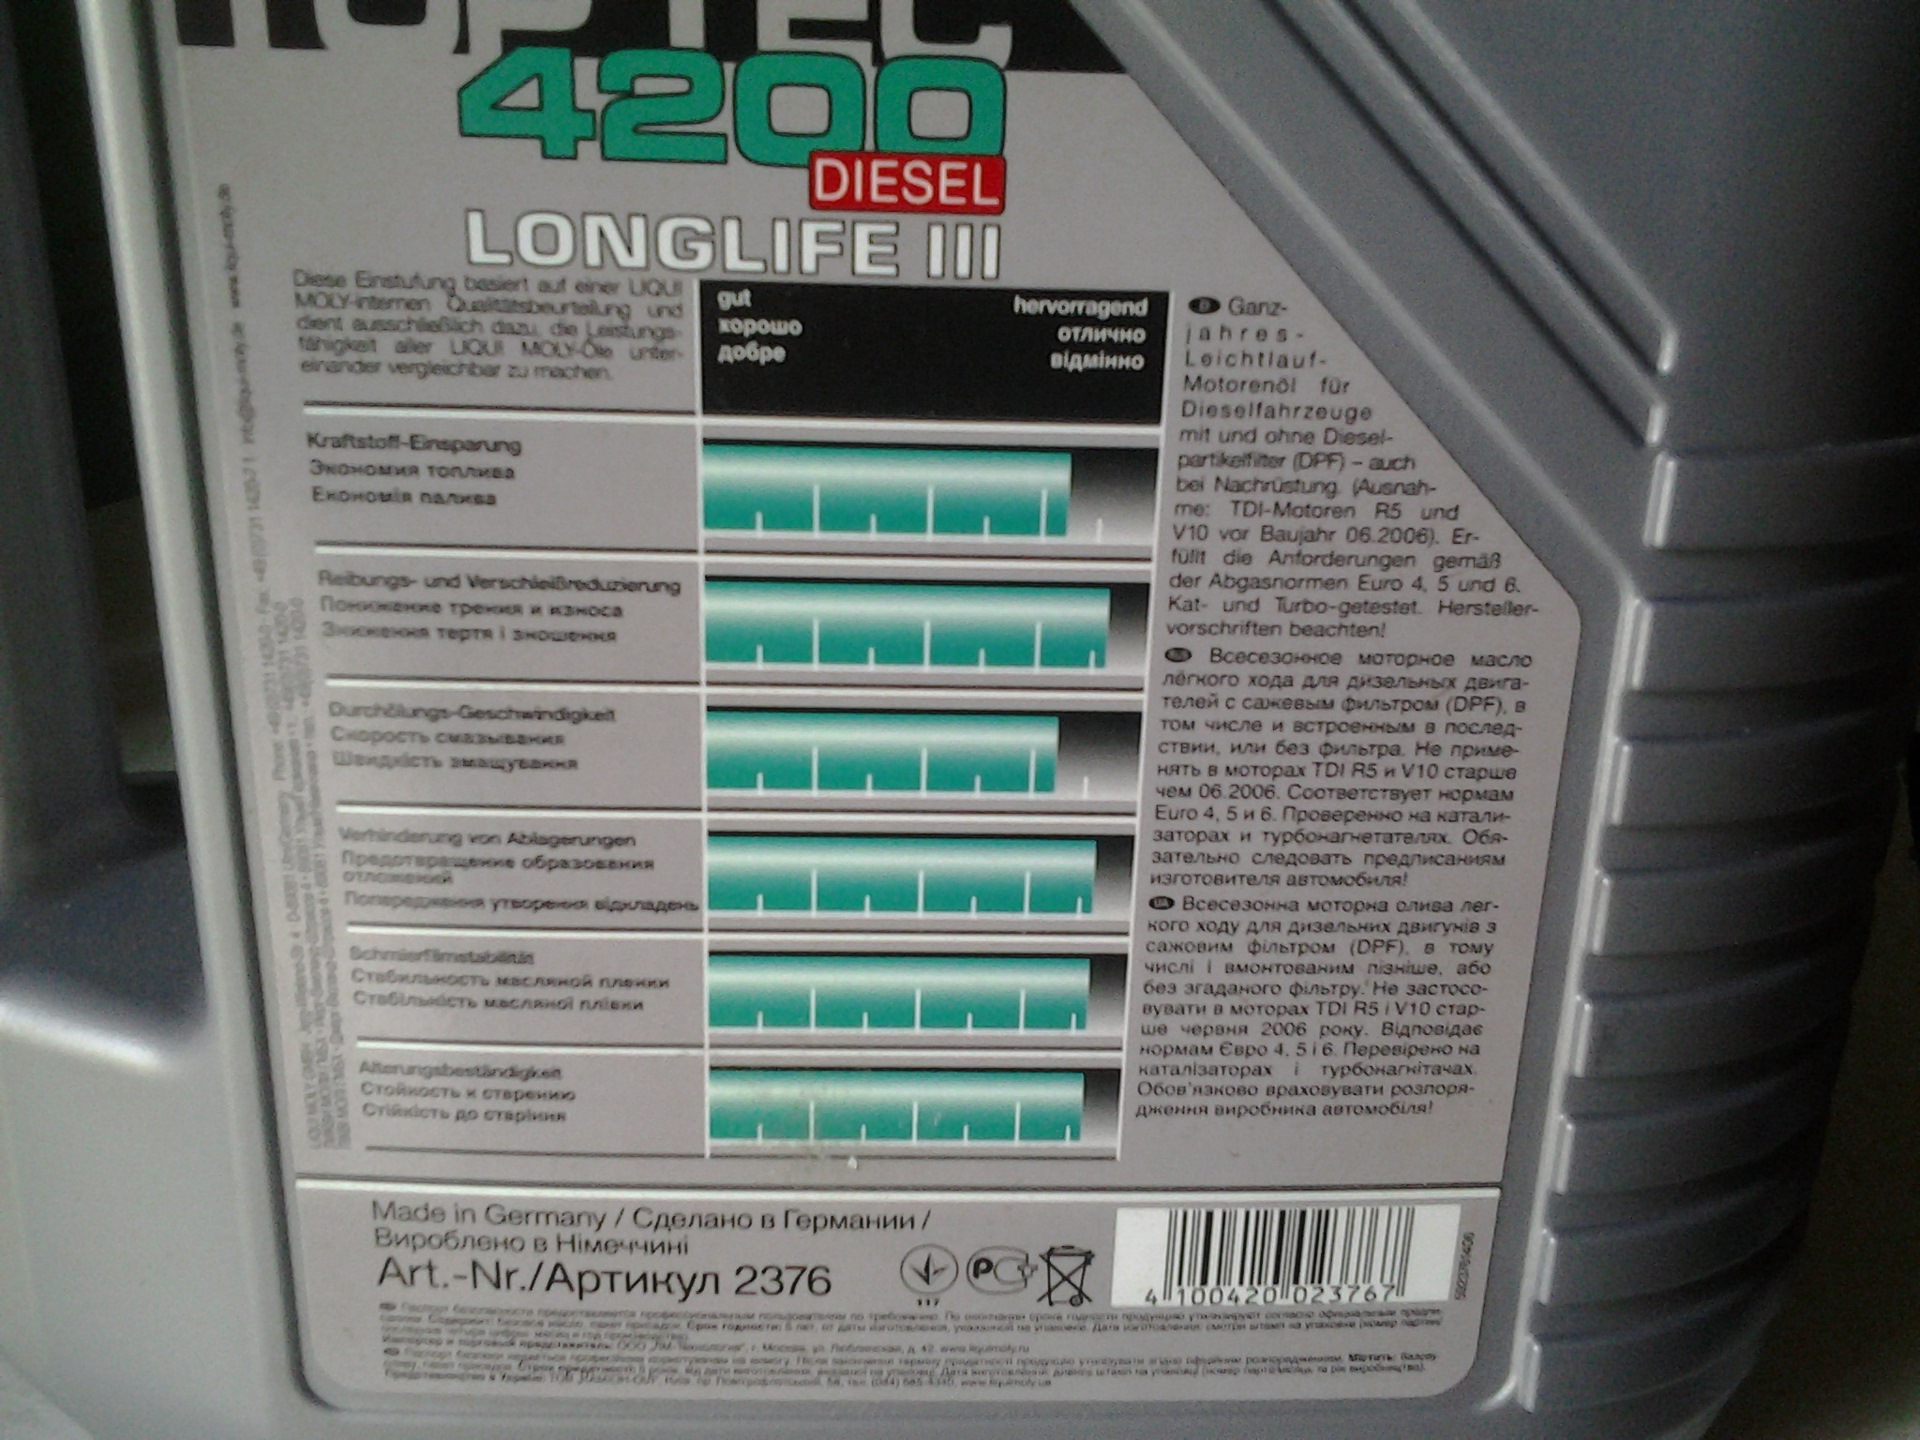 4200
DIESEL
LONGLIFE III
Diese Einstufung basiert auf einer LIQUI
MOLY-internen Qualitätsbeurteilung und
dient ausschließlich dazu, die Leistungs-
fähigkeit aller LIQUI MOLY-Öle unter-
einander vergleichbar zu machen.
gut
хорошо
добре
hervorragend
отлично
відмінно
Kraftstoff-Einsparung
Экономия топлива
Економія палива
Reibungs- und Verschleißreduzierung
Понижение трения и износа
Зниження тертя і зношення
Durchölungs-Geschwindigkeit
Скорость смазывания
Швидкість змащування
Verhinderung von Ablagerungen
Предотвращение образования
отложений
Попередження утворення відкладень
Schmierfilmstabilität
Стабильность масляной пленки
Стабільність масляної плівки
Alterungsbeständigkeit
Стойкость к старению
Стійкість до старіння
D Ganz-
jahres-
Leichtlauf-
Motorenöl für
Dieselfahrzeuge
mit und ohne Diesel-
partikelfilter (DPF) – auch
bei Nachrüstung. (Ausnah-
me: TDI-Motoren R5 und
V10 vor Baujahr 06.2006). Er-
füllt die Anforderungen gemäß
der Abgasnormen Euro 4, 5 und 6.
Kat- und Turbo-getestet. Hersteller-
vorschriften beachten!
RUS Всесезонное моторное масло
лёгкого хода для дизельных двига-
телей с сажевым фильтром (DPF), в
том числе и встроенным в послед-
ствии, или без фильтра. Не приме-
нять в моторах TDI R5 и V10 старше
чем 06.2006. Соответствует нормам
Euro 4, 5 и 6. Проверенно на катали-
заторах и турбонагнетателях. Обя-
зательно следовать предписаниям
изготовителя автомобиля!
UA Всесезонна моторна олива лег-
кого ходу для дизельних двигунів з
сажовим фільтром (DPF), в тому
числі і вмонтованим пізніше, або
без згаданого фільтру. Не застосо-
вувати в моторах TDI R5 і V10 стар-
ше червня 2006 року. Відповідає
нормам Євро 4, 5 і 6. Перевірено на
каталізаторах і турбонагнітачах.
Обов'язково враховувати розпоря-
дження виробника автомобіля!
Made in Germany / Сделано в Германии /
Вироблено в Німеччині
Art.-Nr./Артикул 2376
117
4 100420 023767